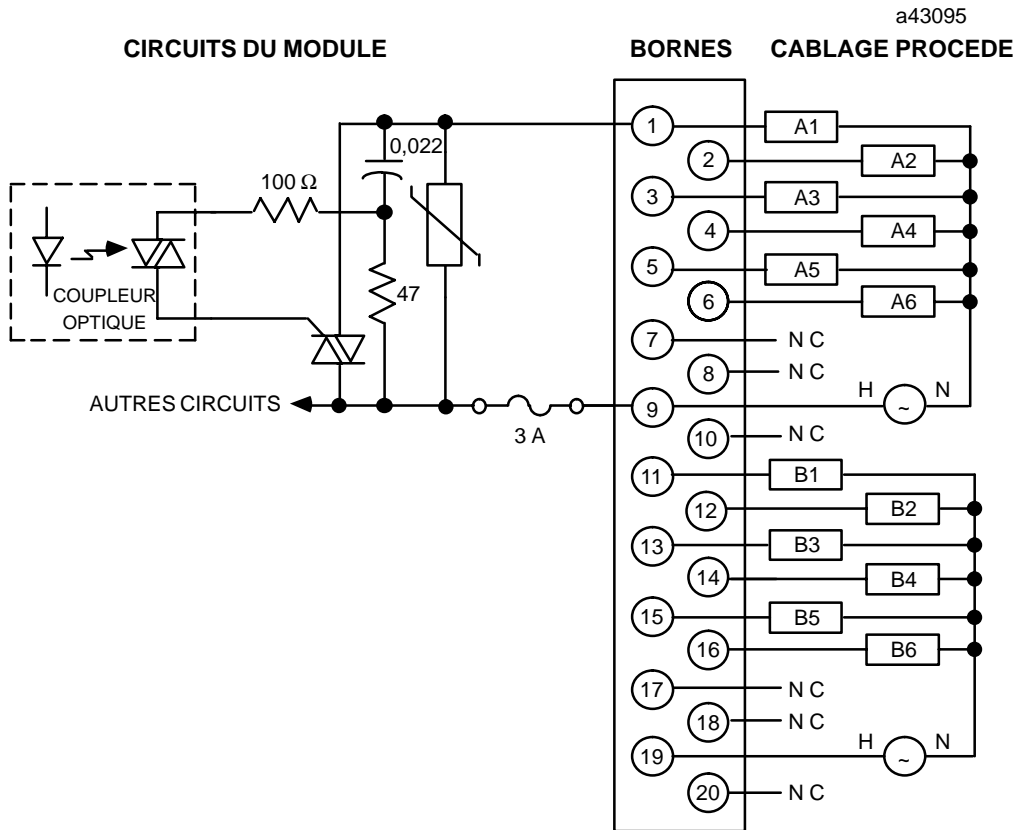 a43095
CIRCUITS DU MODULE
BORNES
CABLAGE PROCEDE
1
A1
2
A2
0,022
100 Ω
3
A3
4
A4
5
A5
COUPLEUR
OPTIQUE
47
6
A6
7
N C
8
N C
AUTRES CIRCUITS
3 A
9
H
~
N
10
N C
11
B1
12
B2
13
B3
14
B4
15
B5
16
B6
17
N C
18
N C
19
H
~
N
20
N C